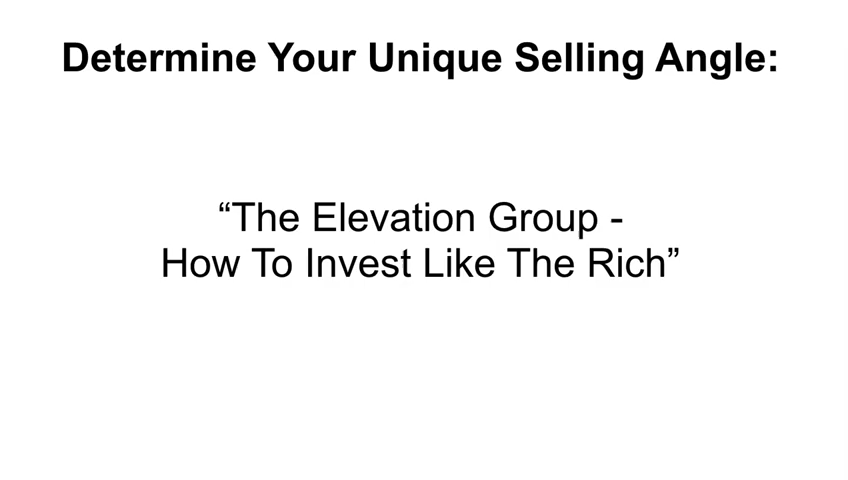 Determine Your Unique Selling Angle:
“The Elevation Group -
How To Invest Like The Rich”